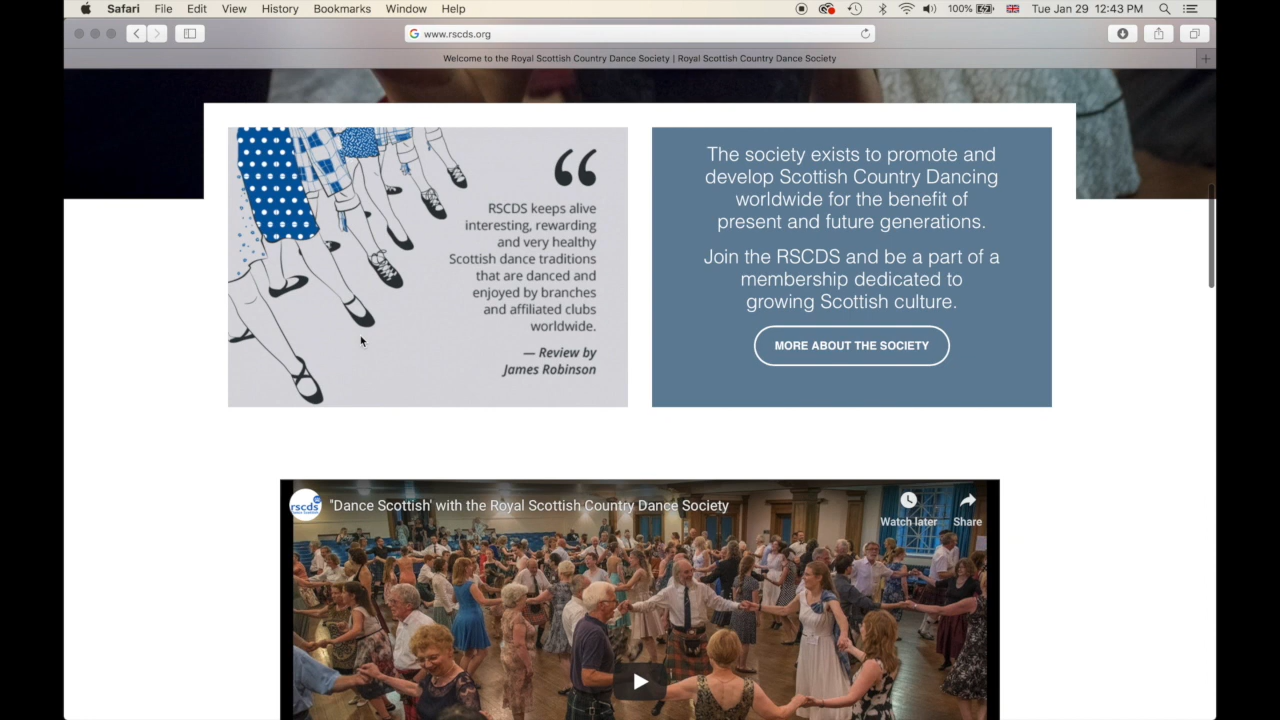 Safari File Edit View History Bookmarks Window Help 100% Tue Jan 29 12:43 PM
www.rscds.org
Welcome to the Royal Scottish Country Dance Society | Royal Scottish Country Dance Society
“
RSCDS keeps alive
interesting, rewarding
and very healthy
Scottish dance traditions
that are danced and
enjoyed by branches
and affiliated clubs
worldwide.
— Review by
James Robinson
The society exists to promote and
develop Scottish Country Dancing
worldwide for the benefit of
present and future generations.
Join the RSCDS and be a part of a
membership dedicated to
growing Scottish culture.
MORE ABOUT THE SOCIETY
rscds
"Dance Scottish' with the Royal Scottish Country Dance Society
Watch later
Share